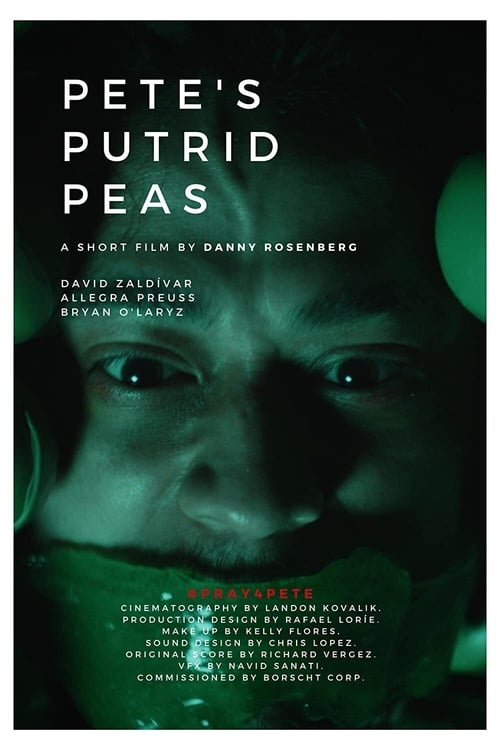 PETE'S
PUTRID
PEAS
A SHORT FILM BY DANNY ROSENBERG
DAVID ZALDÍVAR
ALLEGRA PREUSS
BRYAN O'LARYZ
#PRAY4PETE
CINEMATOGRAPHY BY LANDON KOVALIK.
PRODUCTION DESIGN BY RAFAEL LORÍE.
MAKE UP BY KELLY FLORES.
SOUND DESIGN BY CHRIS LOPEZ.
ORIGINAL SCORE BY RICHARD VERGEZ.
VFX BY NAVID SANATI.
COMMISSIONED BY BORSCHT CORP.